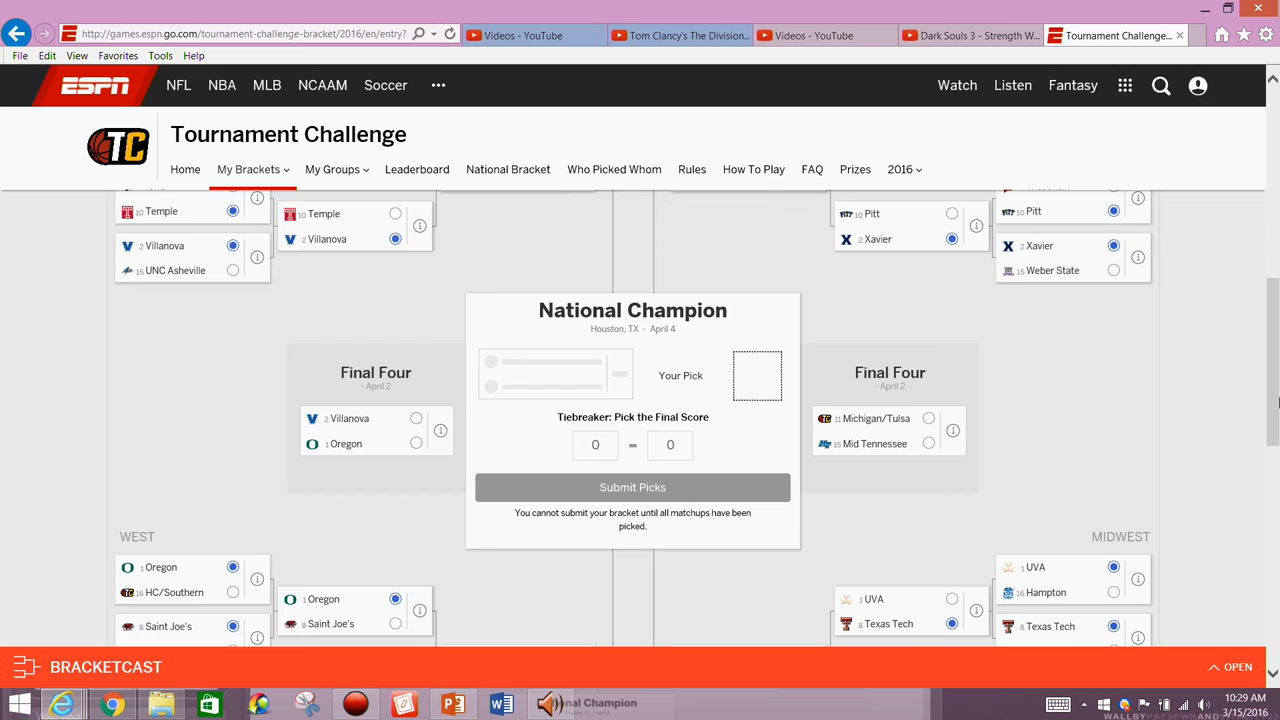 http://games.espn.go.com/tournament-challenge-bracket/2016/en/entry?
Videos - YouTube
Tom Clancy's The Division...
Videos - YouTube
Dark Souls 3 - Strength W...
Tournament Challenge...
File Edit View Favorites Tools Help
ESPN NFL NBA MLB NCAAM Soccer Watch Listen Fantasy
TC
Tournament Challenge
Home My Brackets My Groups Leaderboard National Bracket Who Picked Whom Rules How To Play FAQ Prizes 2016
10 Temple
10 Temple
2 Villanova
2 Villanova
15 UNC Asheville
10 Pitt
2 Xavier
10 Pitt
2 Xavier
15 Weber State
National Champion
Houston, TX - April 4
Your Pick
Tiebreaker: Pick the Final Score
0 - 0
Submit Picks
You cannot submit your bracket until all matchups have been
picked.
Final Four
- April 2
2 Villanova
1 Oregon
Final Four
- April 2
11 Michigan/Tulsa
15 Mid Tennessee
WEST
1 Oregon
16 HC/Southern
8 Saint Joe's
1 Oregon
8 Saint Joe's
MIDWEST
1 UVA
8 Texas Tech
1 UVA
16 Hampton
8 Texas Tech
BRACKETCAST
OPEN
National Champion
10:29 AM
3/15/2016